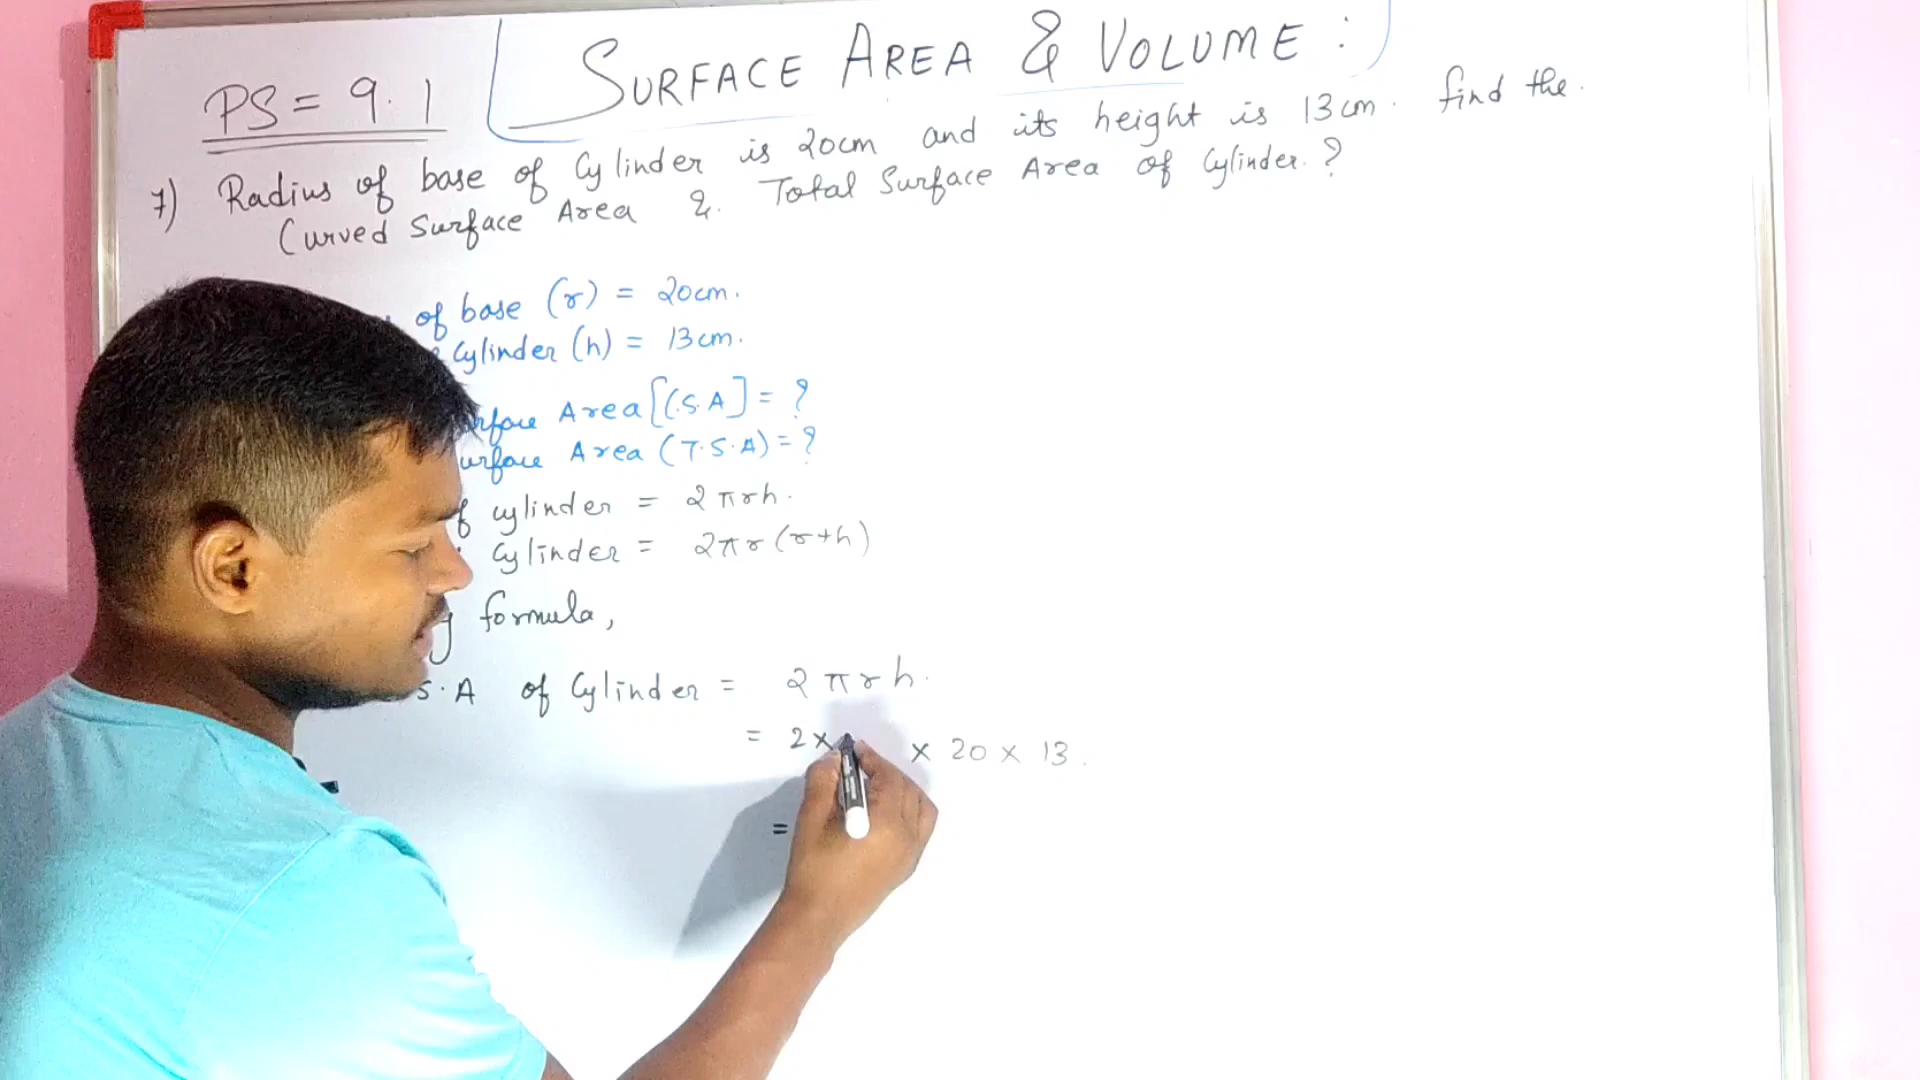 SURFACE AREA & VOLUME :
PS = 9.1
7) Radius of base of Cylinder is 20cm and its height is 13cm. find the
Curved Surface Area &. Total Surface Area of Cylinder.?
of base (r) = 20cm.
Cylinder (h) = 13cm.
Area [C.S.A] = ?
Area (T.S.A) = ?
cylinder = 2πrh.
Cylinder = 2πr(r+h)
formula,
S.A of Cylinder = 2πrh.
= 2× × 20 × 13.
=